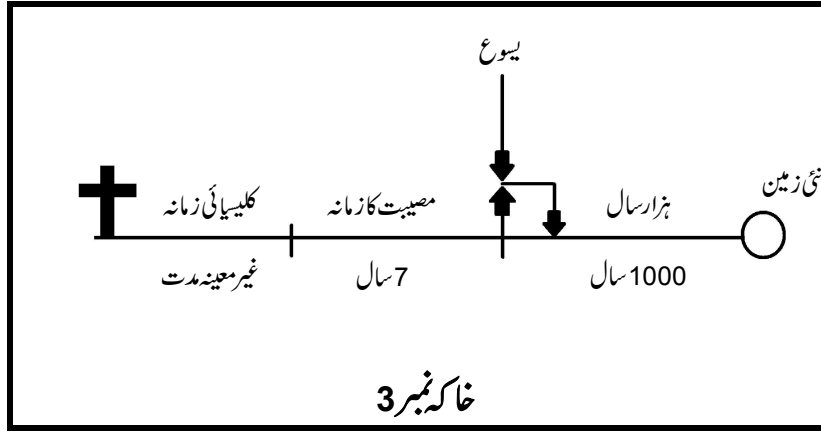 یسوع
نئی زمین
ہزار سال
مصیبت کا زمانہ
کلیسیائی زمانہ
1000 سال
7 سال
غیر معینہ مدت
خاکہ نمبر 3